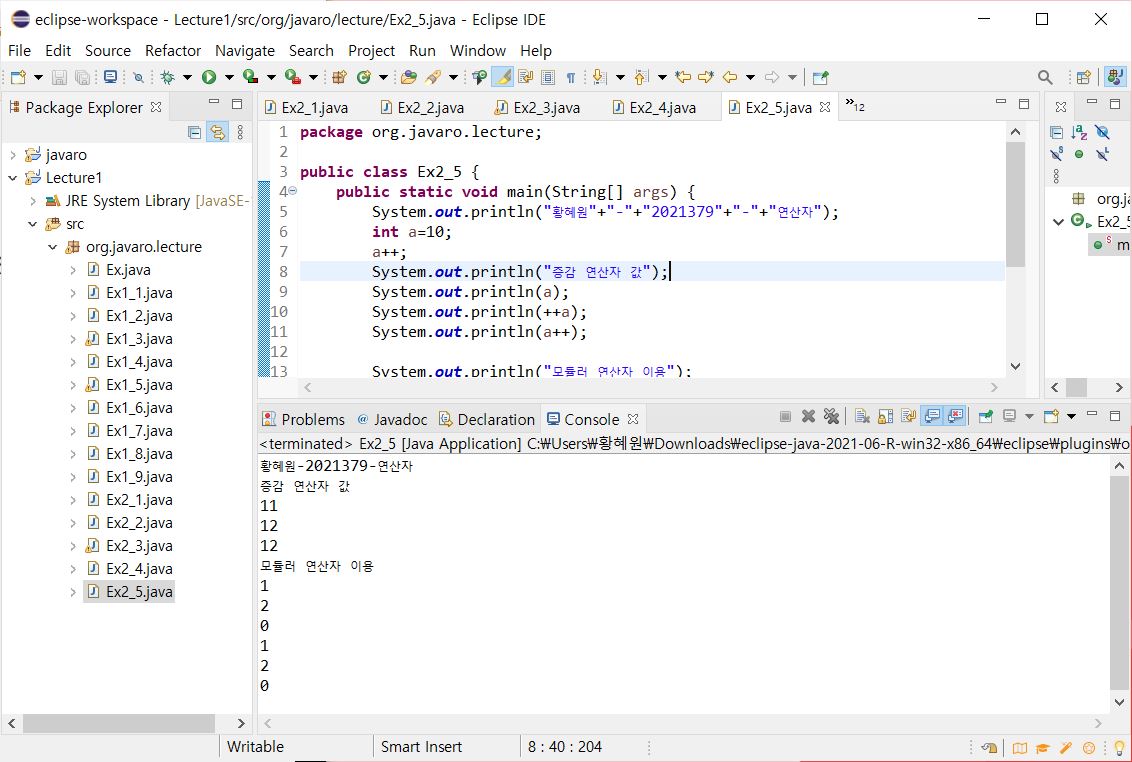 eclipse-workspace - Lecture1/src/org/javaro/lecture/Ex2_5.java - Eclipse IDE
File Edit Source Refactor Navigate Search Project Run Window Help
Package Explorer
javaro
Lecture1
JRE System Library [JavaSE-
src
org.javaro.lecture
Ex.java
Ex1_1.java
Ex1_2.java
Ex1_3.java
Ex1_4.java
Ex1_5.java
Ex1_6.java
Ex1_7.java
Ex1_8.java
Ex1_9.java
Ex2_1.java
Ex2_2.java
Ex2_3.java
Ex2_4.java
Ex2_5.java
Ex2_1.java Ex2_2.java Ex2_3.java Ex2_4.java Ex2_5.java »12
1 package org.javaro.lecture;
2
3 public class Ex2_5 {
4 public static void main(String[] args) {
5 System.out.println("황혜원"+"-"+"2021379"+"-"+"연산자");
6 int a=10;
7 a++;
8 System.out.println("증감 연산자 값");
9 System.out.println(a);
10 System.out.println(++a);
11 System.out.println(a++);
12
13 System.out.println("모듈러 연산자 이용");
org.j
Ex2_5
m
Problems @ Javadoc Declaration Console
<terminated> Ex2_5 [Java Application] C:₩Users₩황혜원₩Downloads₩eclipse-java-2021-06-R-win32-x86_64₩eclipse₩plugins₩o
황혜원-2021379-연산자
증감 연산자 값
11
12
12
모듈러 연산자 이용
1
2
0
1
2
0
Writable Smart Insert 8 : 40 : 204